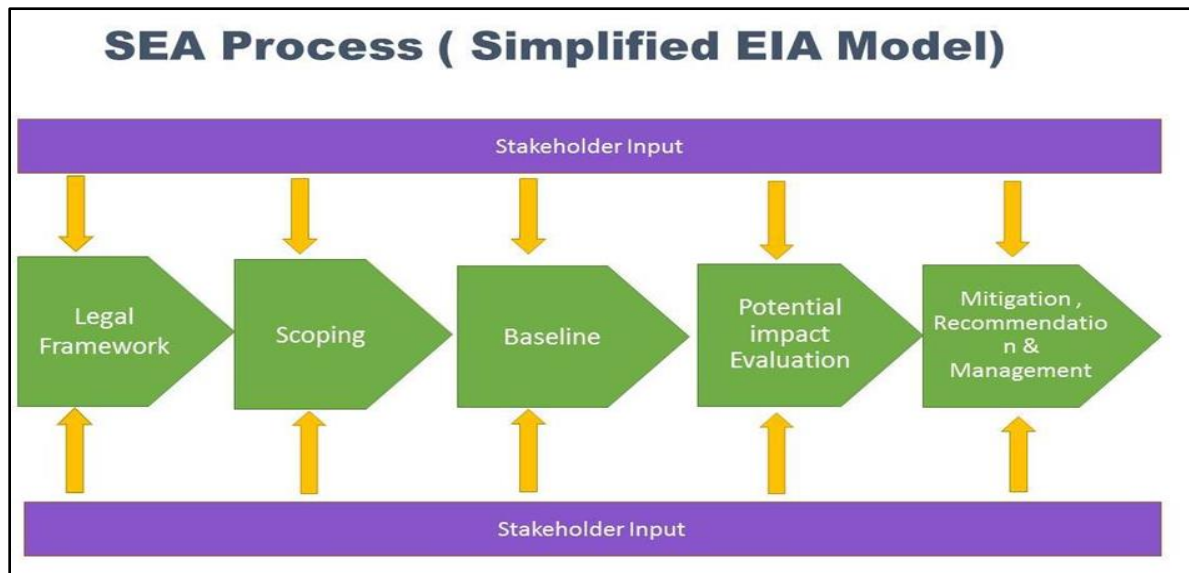 SEA Process ( Simplified EIA Model)
Stakeholder Input
Legal
Framework
Scoping
Baseline
Potential
impact
Evaluation
Mitigation ,
Recommendatio
n &
Management
Stakeholder Input